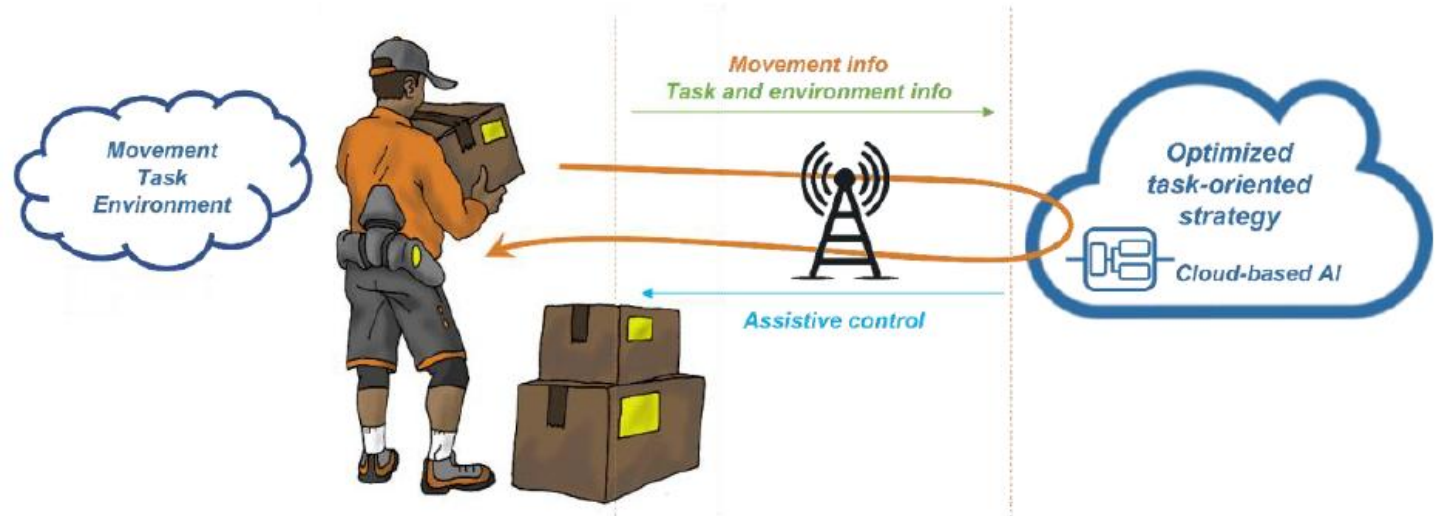 Movement
Task
Environment
Movement info
Task and environment info
Assistive control
Optimized
task-oriented
strategy
Cloud-based AI